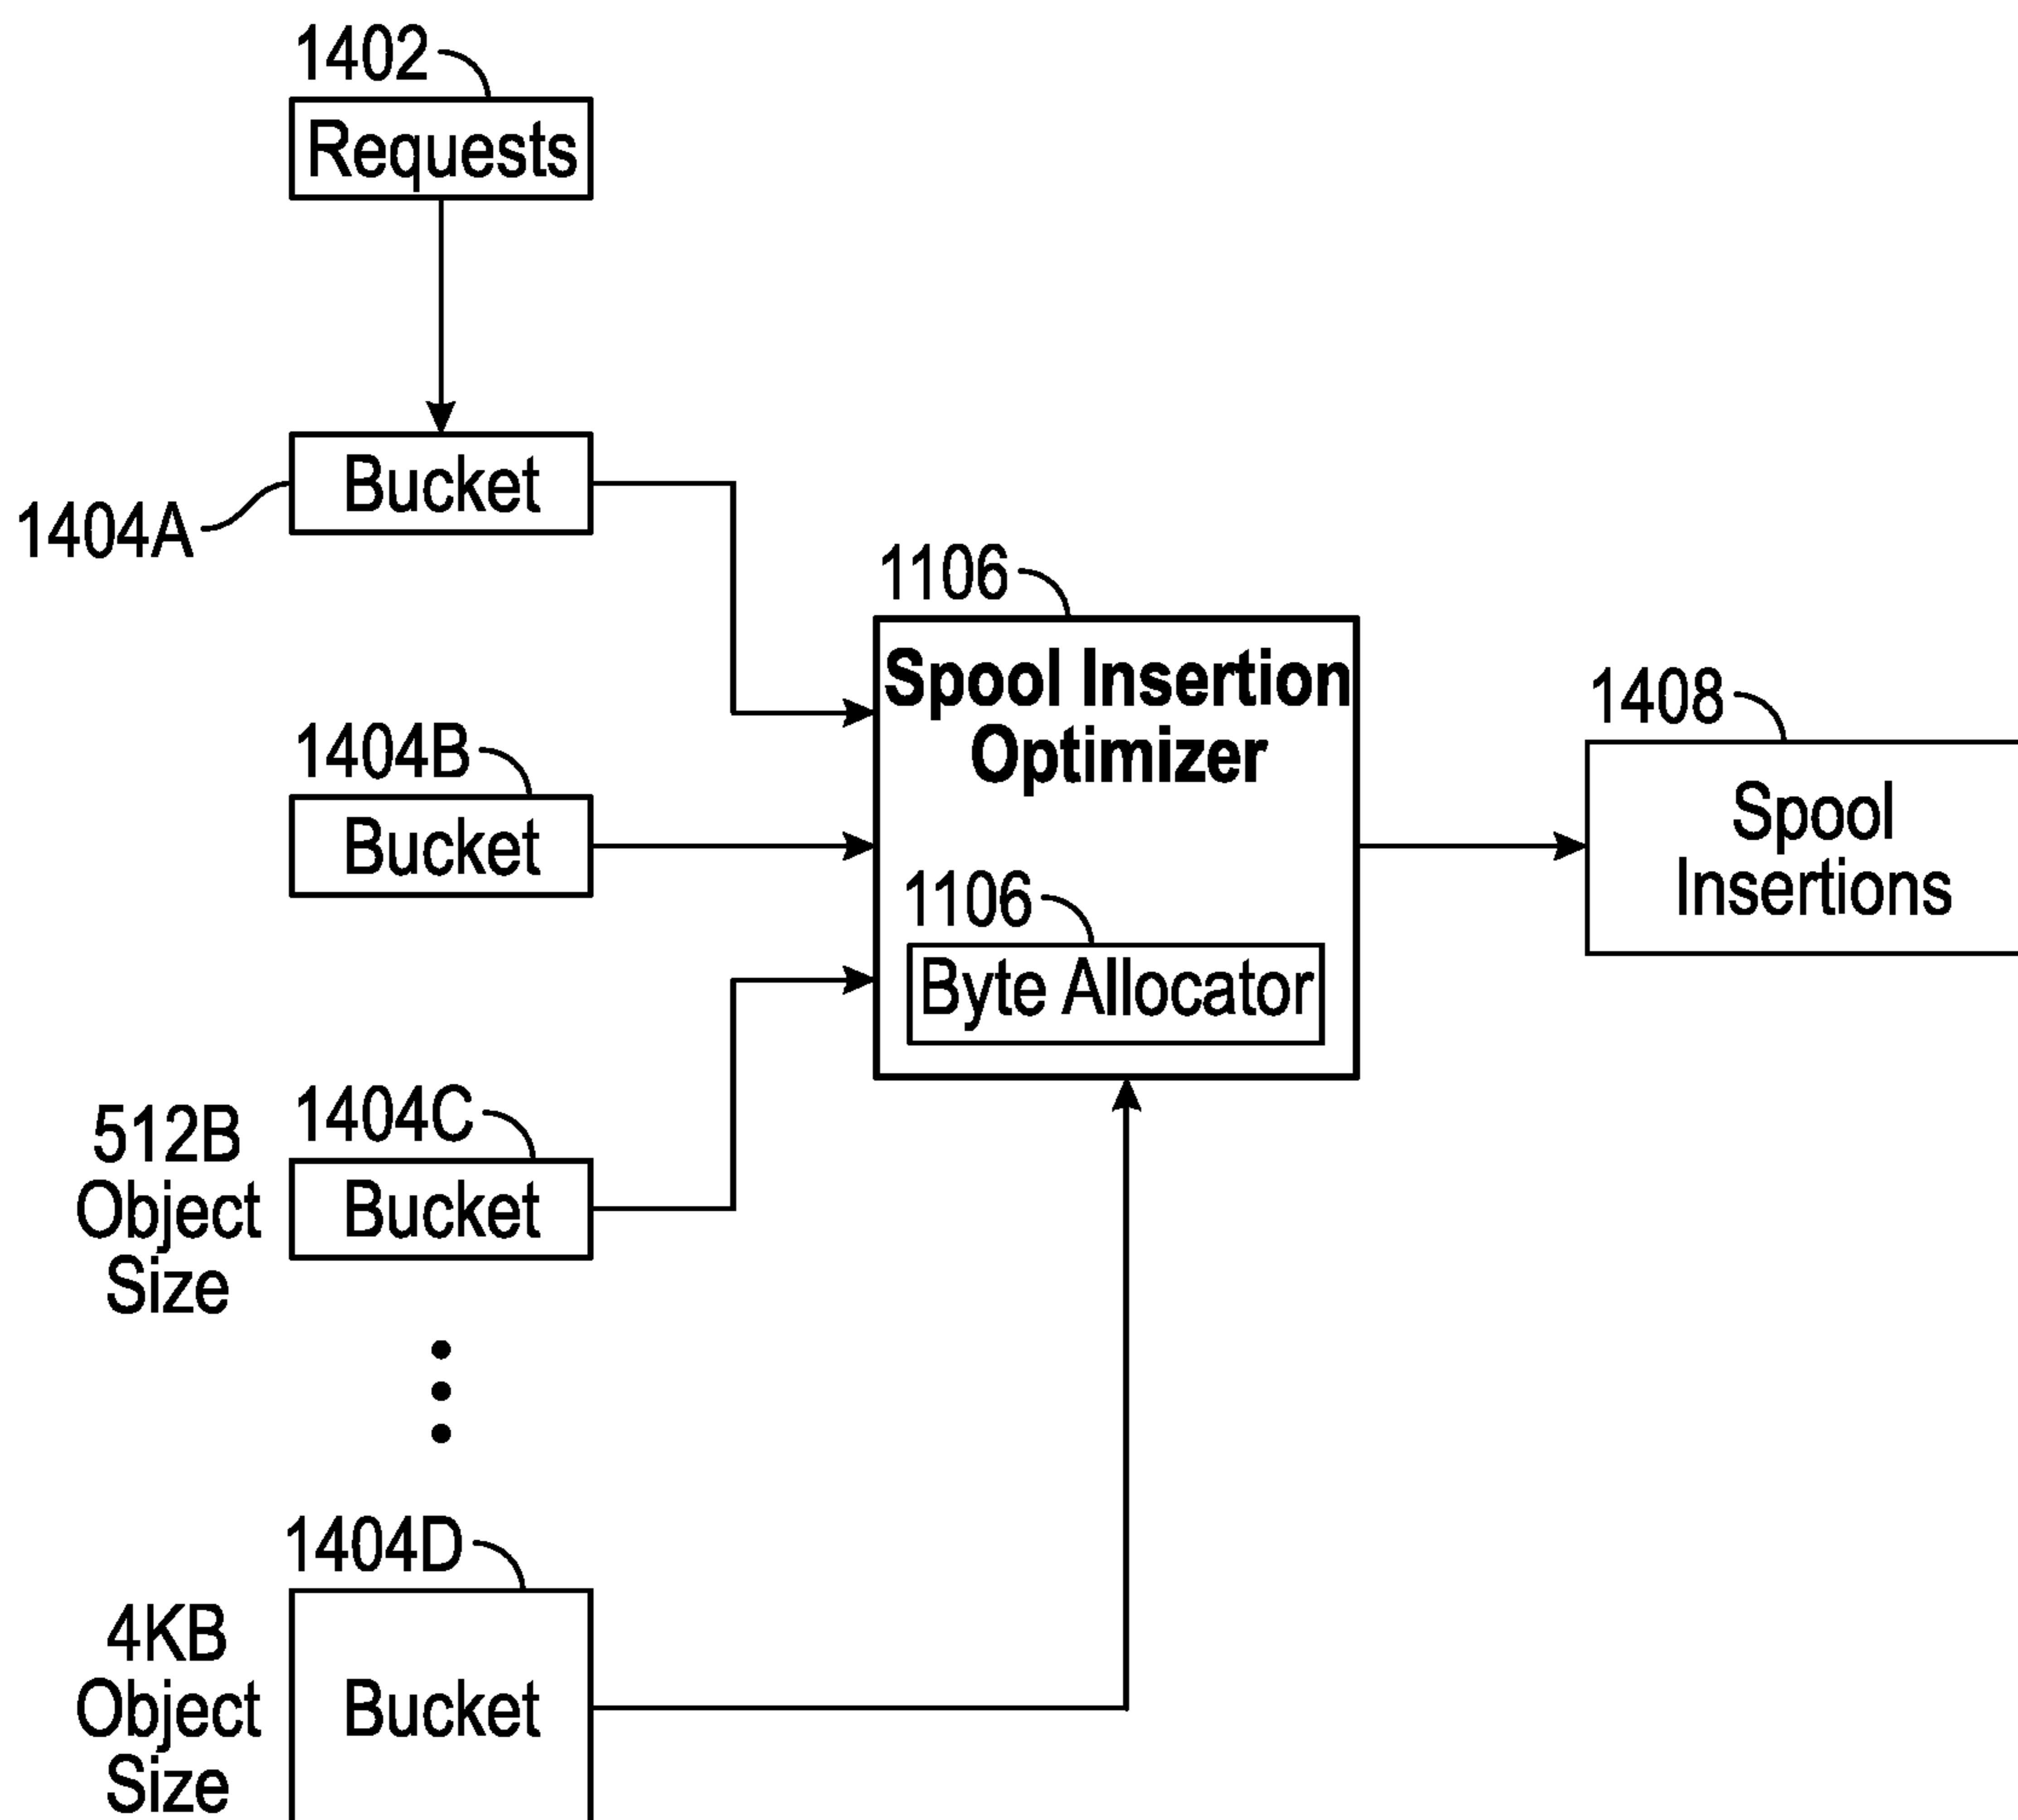 1402
Requests
Bucket
1404A
1106
Spool Insertion
Optimizer
1408
Spool
Insertions
1404B
Bucket
1106
Byte Allocator
512B
Object
Size
1404C
Bucket
1404D
4KB
Object
Size
Bucket